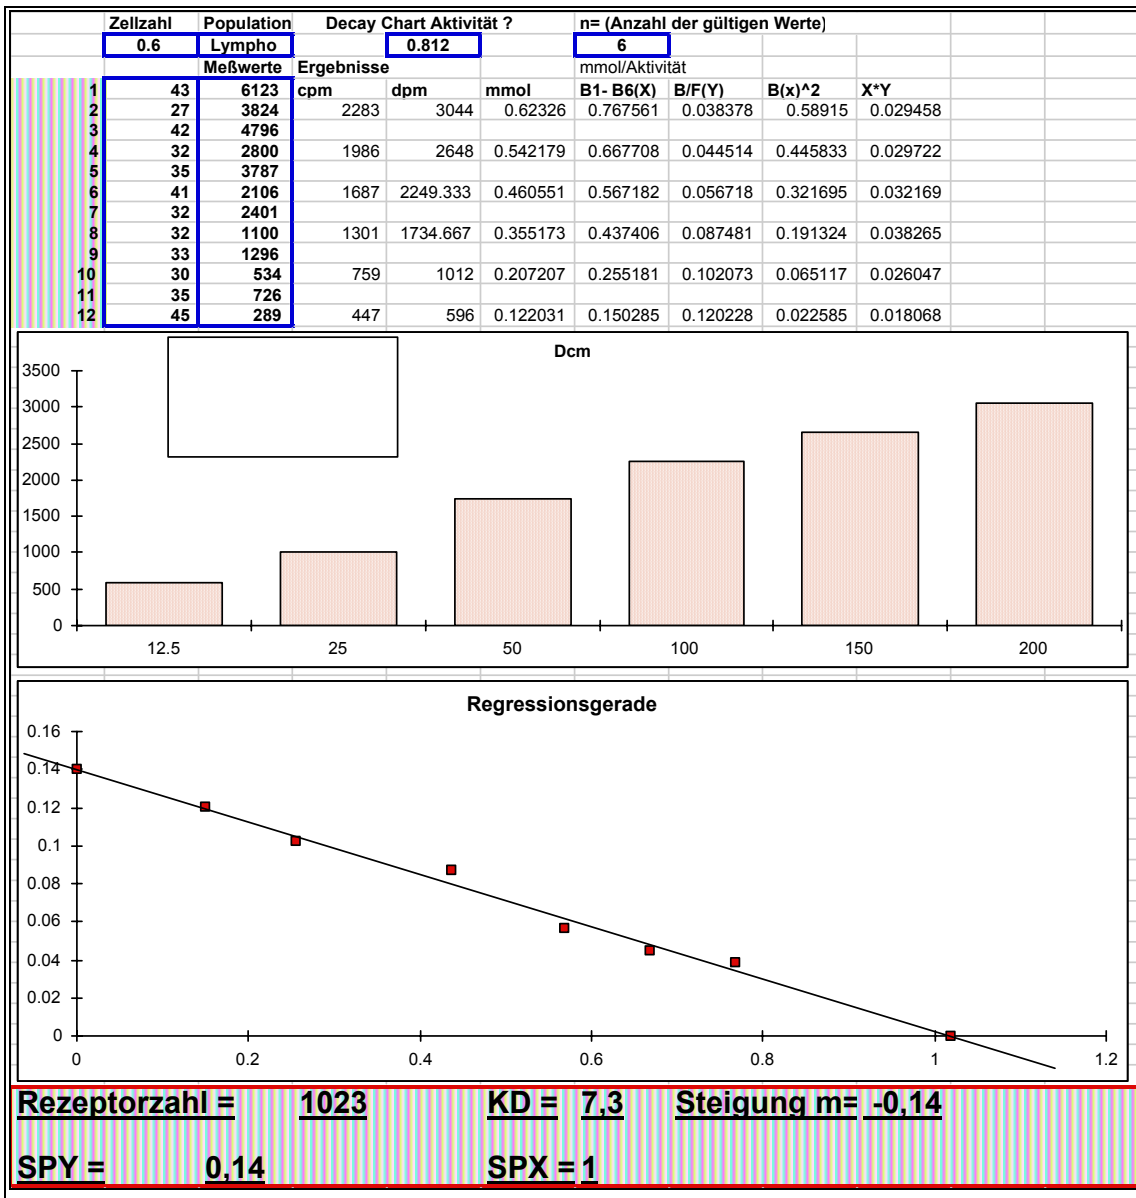 Zellzahl Population Decay Chart Aktivität ? n= (Anzahl der gültigen Werte)
0.6 Lympho 0.812 6
Meßwerte Ergebnisse mmol/Aktivität
1 43 6123 cpm dpm mmol B1- B6(X) B/F(Y) B(x)^2 X*Y
2 27 3824 2283 3044 0.62326 0.767561 0.038378 0.58915 0.029458
3 42 4796
4 32 2800 1986 2648 0.542179 0.667708 0.044514 0.445833 0.029722
5 35 3787
6 41 2106 1687 2249.333 0.460551 0.567182 0.056718 0.321695 0.032169
7 32 2401
8 32 1100 1301 1734.667 0.355173 0.437406 0.087481 0.191324 0.038265
9 33 1296
10 30 534 759 1012 0.207207 0.255181 0.102073 0.065117 0.026047
11 35 726
12 45 289 447 596 0.122031 0.150285 0.120228 0.022585 0.018068
Dcm
3500
3000
2500
2000
1500
1000
500
0
12.5 25 50 100 150 200
Regressionsgerade
0.16
0.14
0.12
0.1
0.08
0.06
0.04
0.02
0
0 0.2 0.4 0.6 0.8 1 1.2
Rezeptorzahl = 1023 KD = 7,3 Steigung m= -0,14
SPY = 0,14 SPX = 1